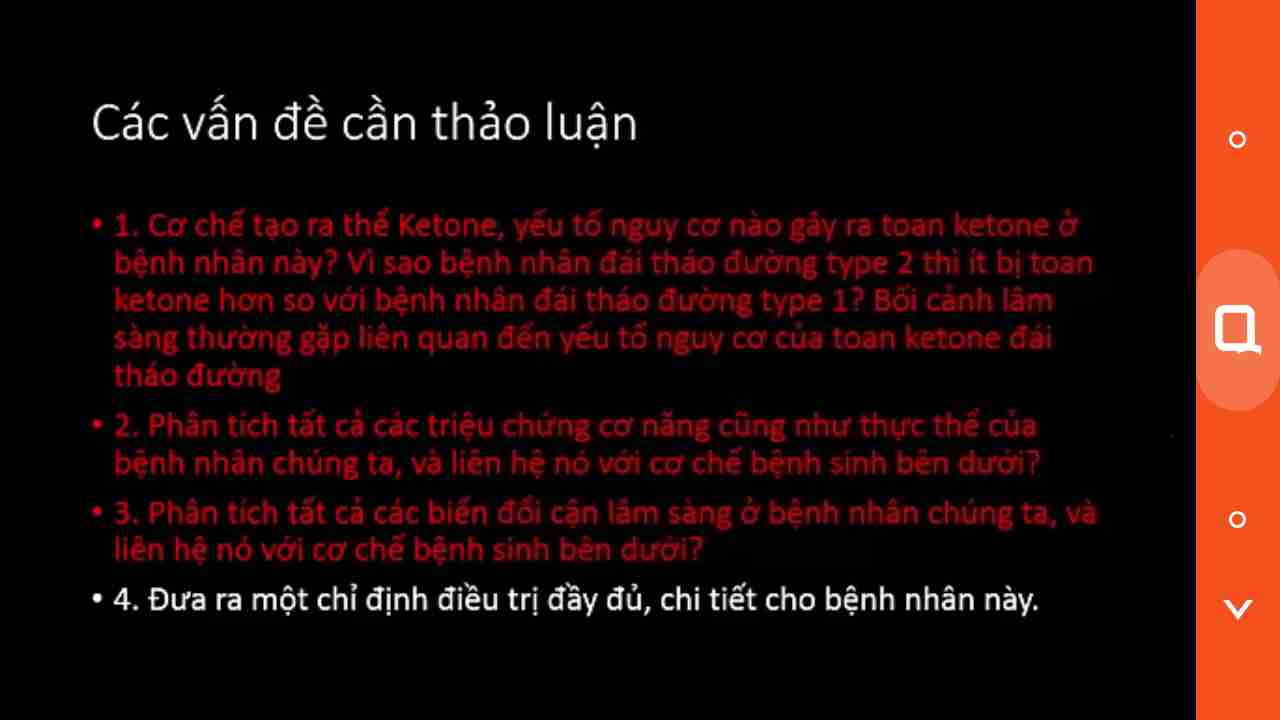 Các vấn đề cần thảo luận
• 1. Cơ chế tạo ra thể Ketone, yếu tố nguy cơ nào gây ra toan ketone ở
bệnh nhân này? Vì sao bệnh nhân đái tháo đường type 2 thì ít bị toan
ketone hơn so với bệnh nhân đái tháo đường type 1? Bối cảnh lâm
sàng thường gặp liên quan đến yếu tố nguy cơ của toan ketone đái
tháo đường
• 2. Phân tích tất cả các triệu chứng cơ năng cũng như thực thể của
bệnh nhân chúng ta, và liên hệ nó với cơ chế bệnh sinh bên dưới?
• 3. Phân tích tất cả các biến đổi cận lâm sàng ở bệnh nhân chúng ta, và
liên hệ nó với cơ chế bệnh sinh bên dưới?
• 4. Đưa ra một chỉ định điều trị đầy đủ, chi tiết cho bệnh nhân này.